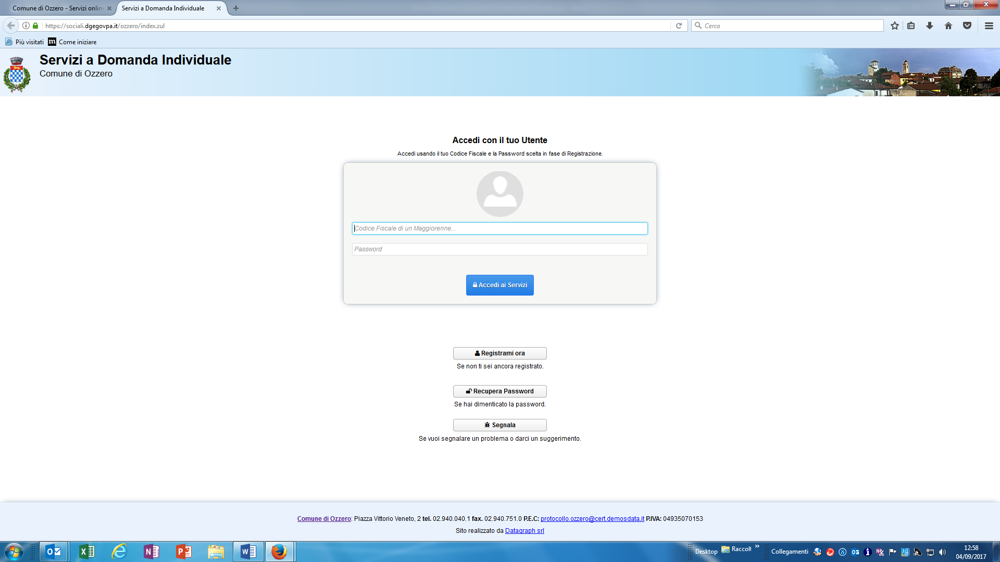 Comune di Ozzero - Servizi online
Servizi a Domanda Individuale
https://sociali.dgegovpa.it/ozzero/index.zul
Cerca
Più visitati
Come iniziare
Servizi a Domanda Individuale
Comune di Ozzero
Accedi con il tuo Utente
Accedi usando il tuo Codice Fiscale e la Password scelta in fase di Registrazione.
Codice Fiscale di un Maggiorenne...
Password
Accedi ai Servizi
Registrami ora
Se non ti sei ancora registrato.
Recupera Password
Se hai dimenticato la password.
Segnala
Se vuoi segnalare un problema o darci un suggerimento.
Comune di Ozzero: Piazza Vittorio Veneto, 2 tel. 02.940.040.1 fax. 02.940.751.0 P.E.C: protocollo.ozzero@cert.demosdata.it P.IVA: 04935070153
Sito realizzato da Datagraph srl
Desktop
Raccolt
Collegamenti
12:58
04/09/2017